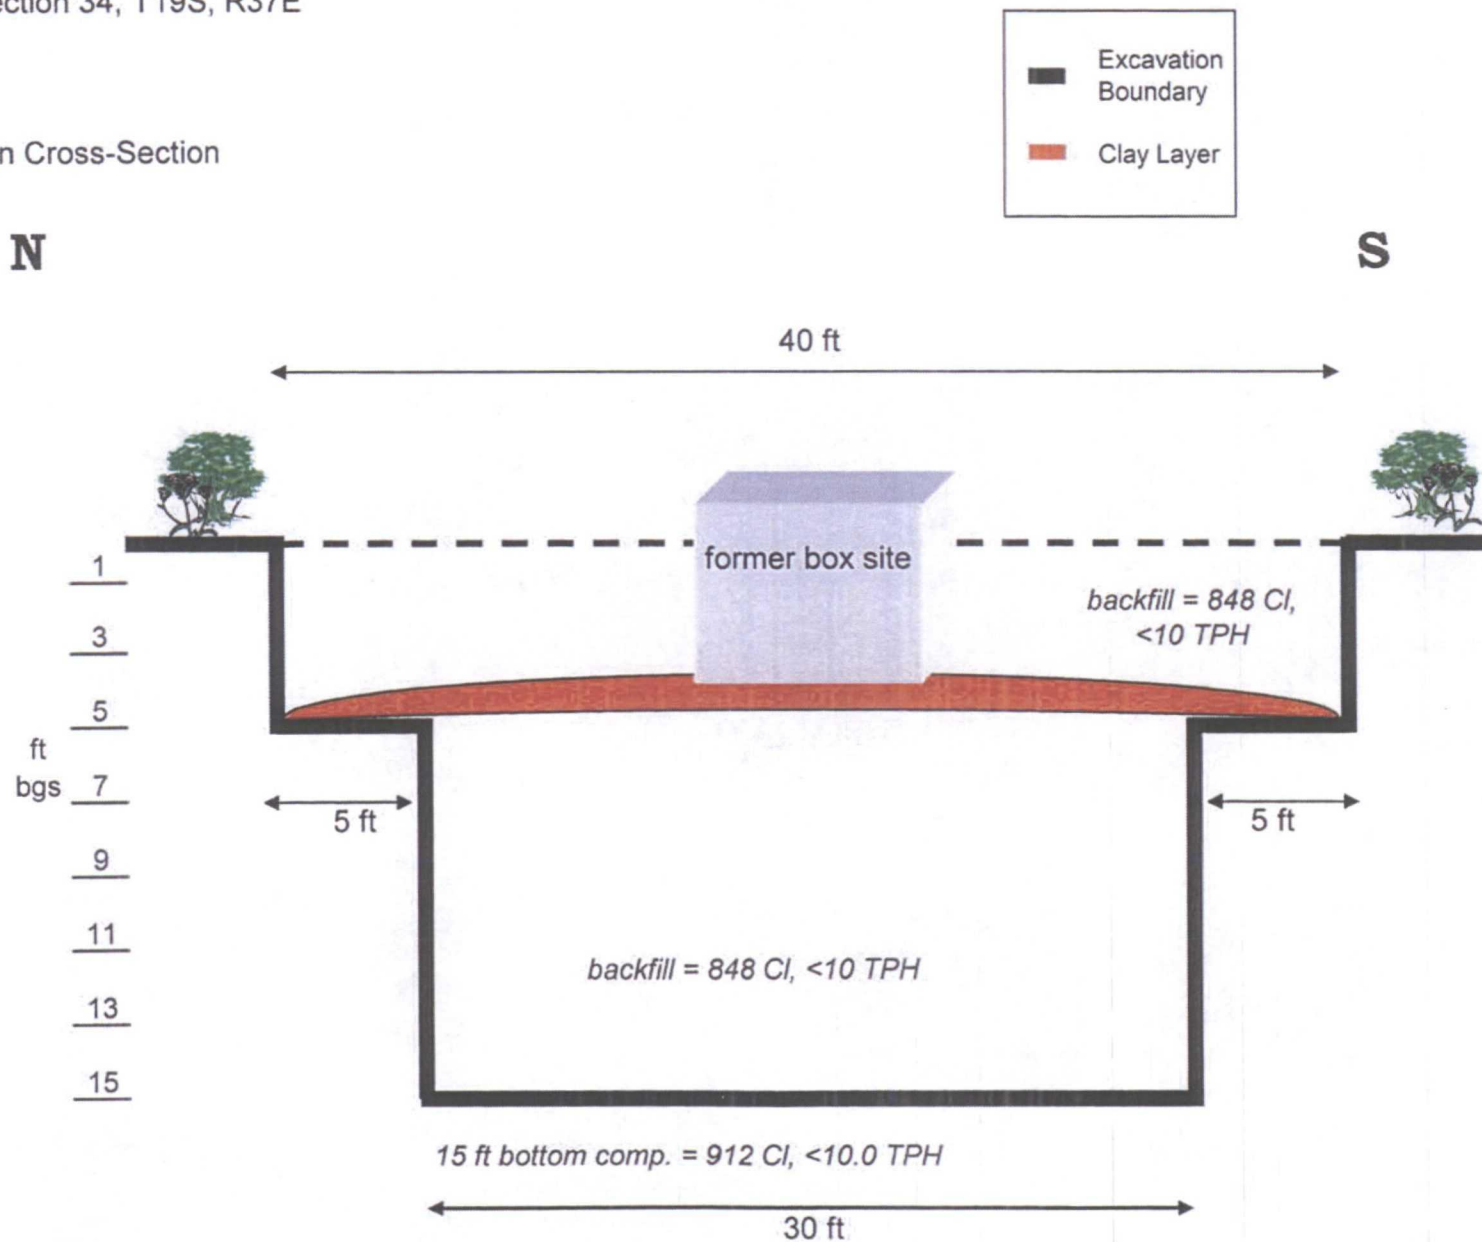 ection 34, T19S, R37E
Excavation
Boundary
Clay Layer
n Cross-Section
N
S
40 ft
former box site
backfill = 848 Cl,
<10 TPH
1
3
5
ft
bgs
7
5 ft
5 ft
9
11
backfill = 848 Cl, <10 TPH
13
15
15 ft bottom comp. = 912 Cl, <10.0 TPH
30 ft